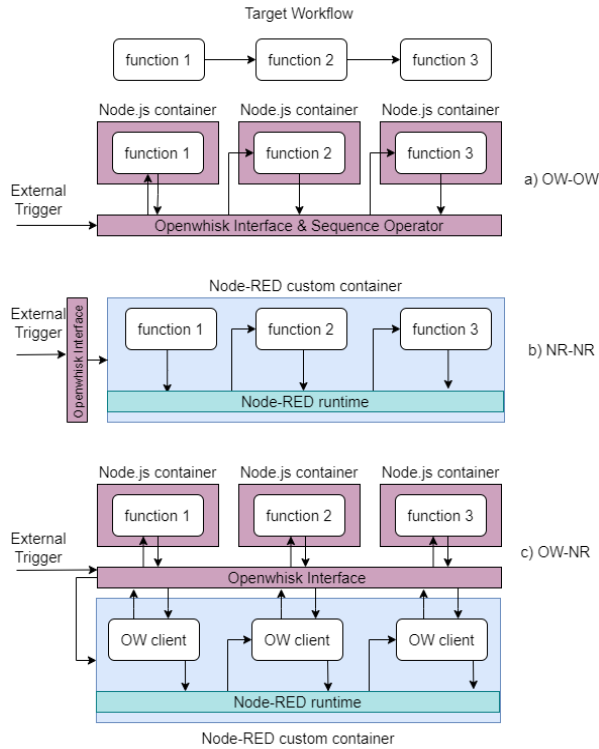 Target Workflow
function 1
function 2
function 3
Node.js container
Node.js container
Node.js container
function 1
function 2
function 3
a) OW-OW
External
Trigger
Openwhisk Interface & Sequence Operator
Node-RED custom container
External
Trigger
Openwhisk Interface
function 1
function 2
function 3
b) NR-NR
Node-RED runtime
Node.js container
Node.js container
Node.js container
function 1
function 2
function 3
External
Trigger
c) OW-NR
Openwhisk Interface
OW client
OW client
OW client
Node-RED runtime
Node-RED custom container